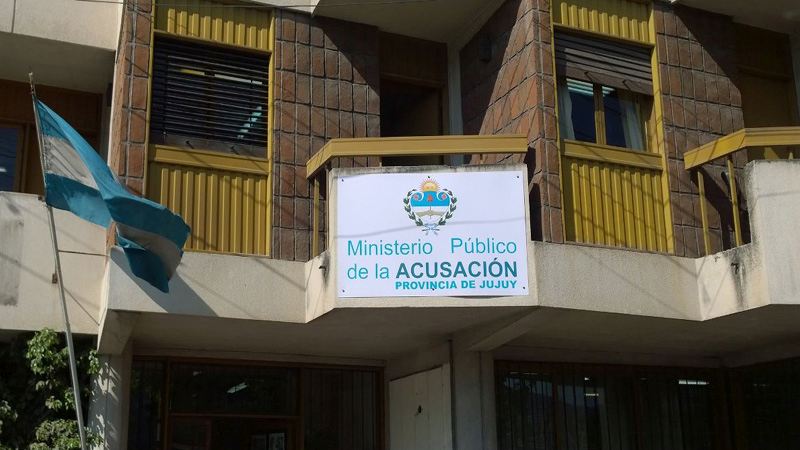 Ministerio Público
de la ACUSACIÓN
PROVINCIA DE JUJUY